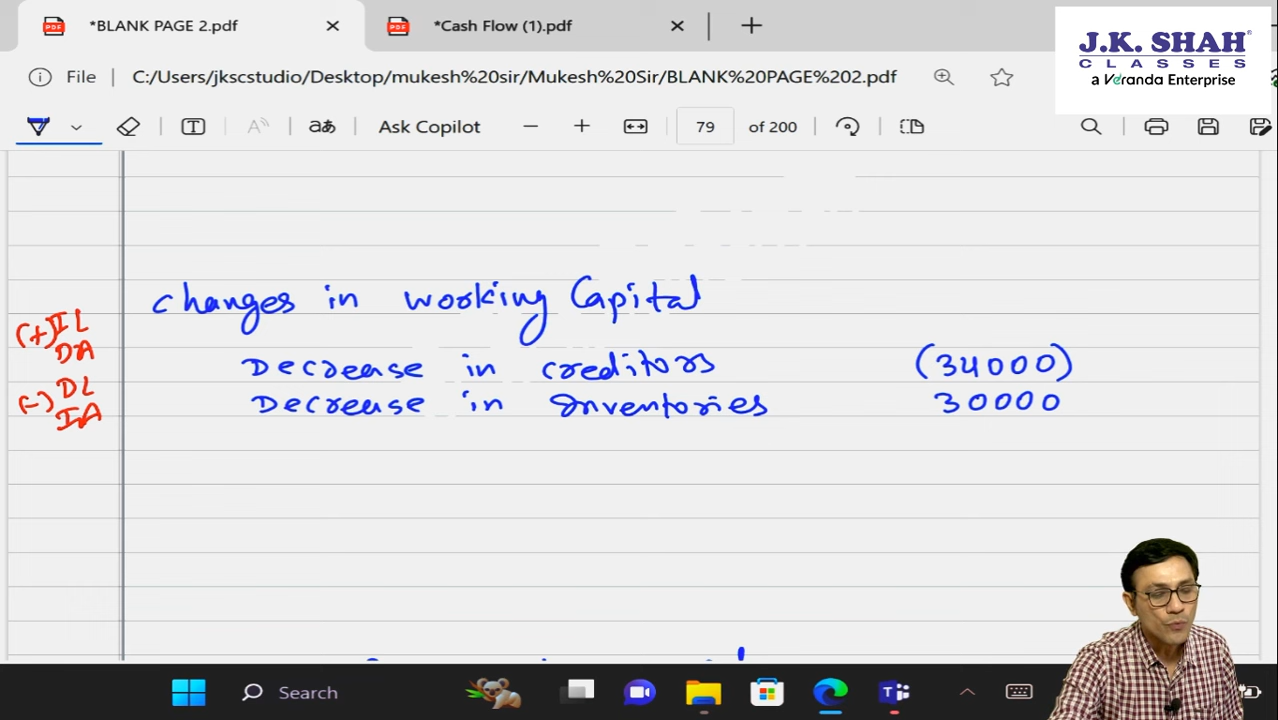 *BLANK PAGE 2.pdf
*Cash Flow (1).pdf
J.K. SHAH
CLASSES
a Veranda Enterprise
File
C:/Users/jkscstudio/Desktop/mukesh%20sir/Mukesh%20Sir/BLANK%20PAGE%202.pdf
Ask Copilot
79 of 200
changes in working Capital
(+) IL
DA
Decrease in creditors (34000)
(-) DL
IA
Decrease in Inventories 30000
Search